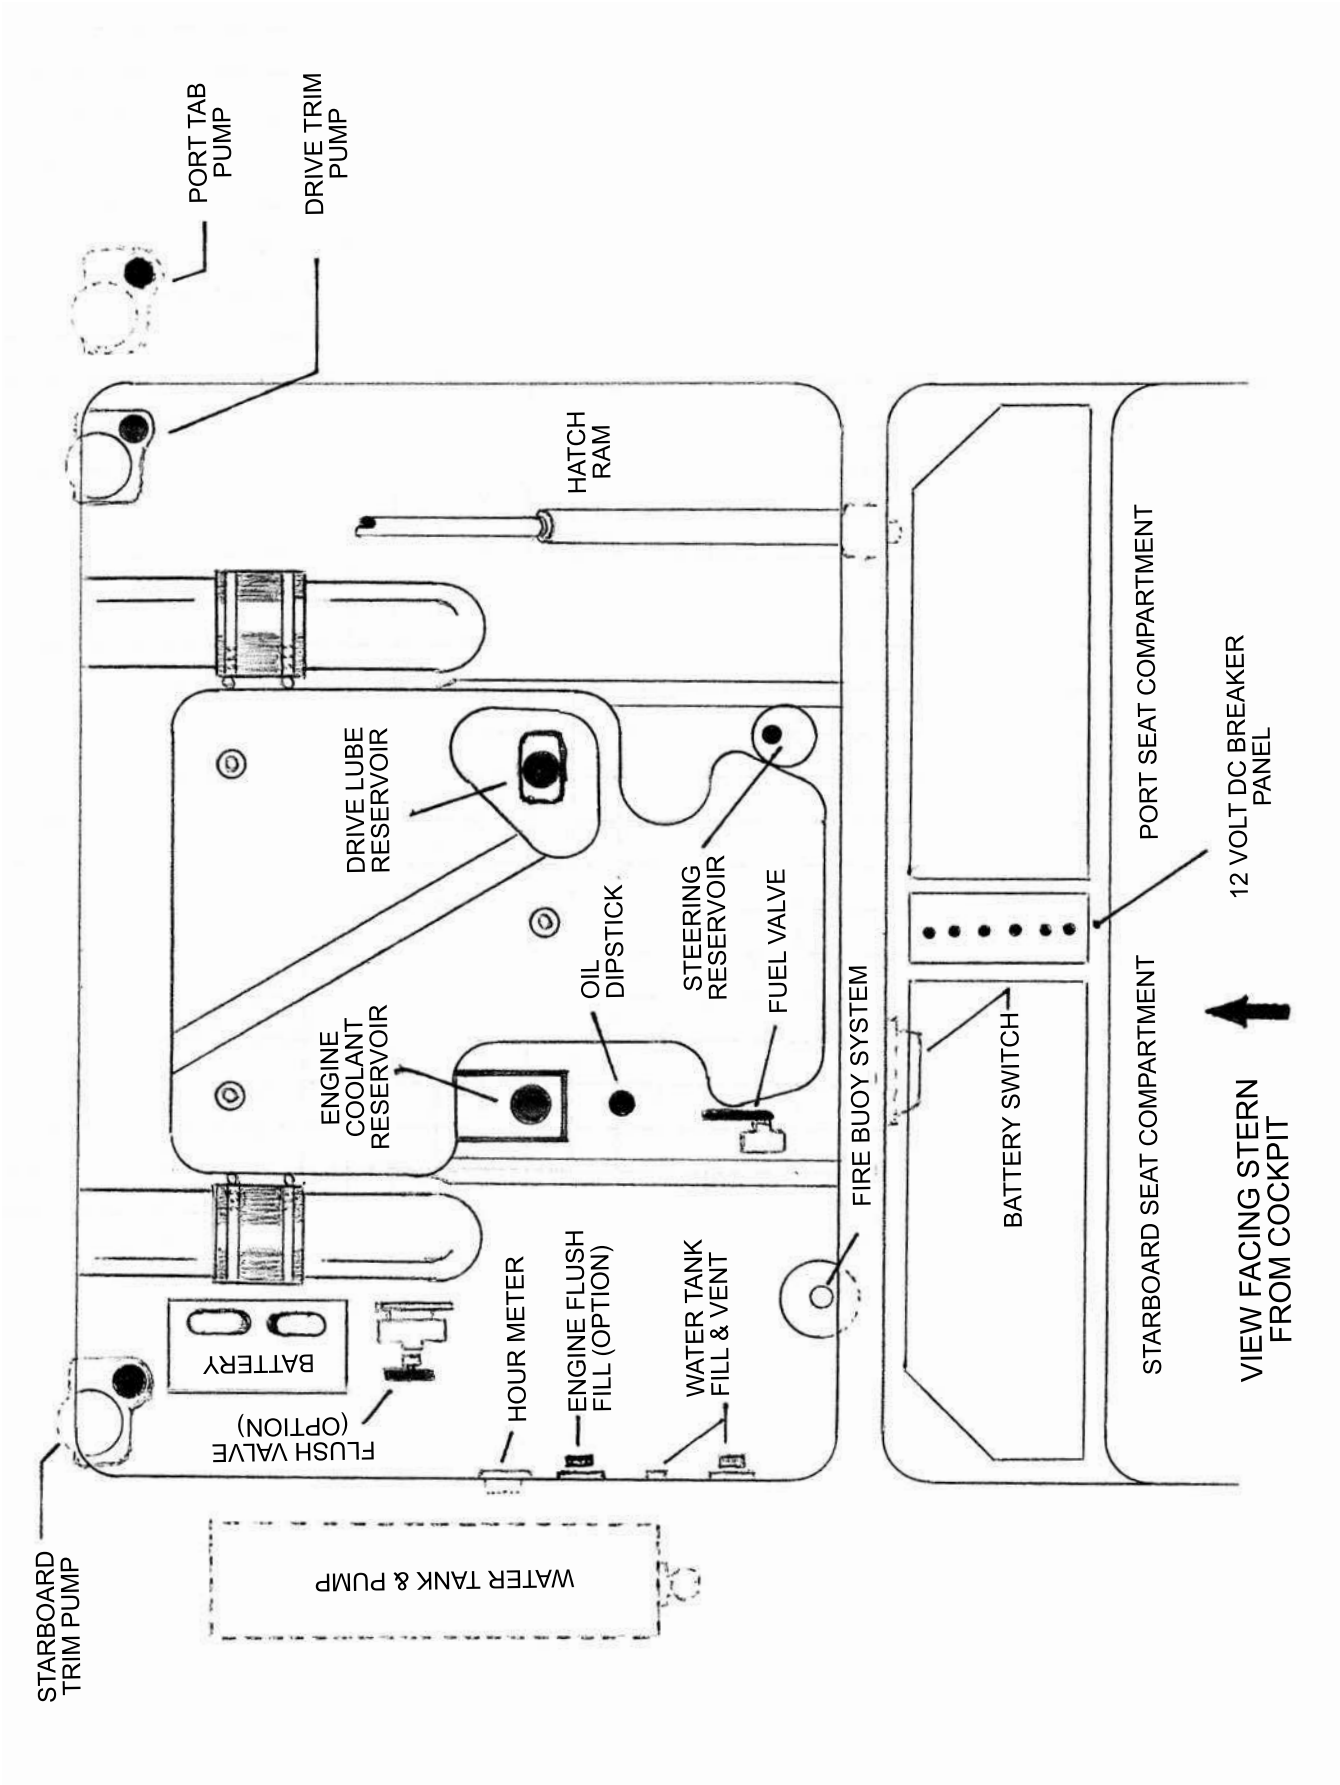 PORT TAB
PUMP
DRIVE TRIM
PUMP
HATCH
RAM
DRIVE LUBE
RESERVOIR
ENGINE
COOLANT
RESERVOIR
OIL
DIPSTICK
STEERING
RESERVOIR
FUEL VALVE
FIRE BUOY SYSTEM
BATTERY
FLUSH VALVE
(OPTION)
HOUR METER
ENGINE FLUSH
FILL (OPTION)
WATER TANK
FILL & VENT
STARBOARD
TRIM PUMP
WATER TANK & PUMP
BATTERY SWITCH
PORT SEAT COMPARTMENT
STARBOARD SEAT COMPARTMENT
12 VOLT DC BREAKER
PANEL
VIEW FACING STERN
FROM COCKPIT